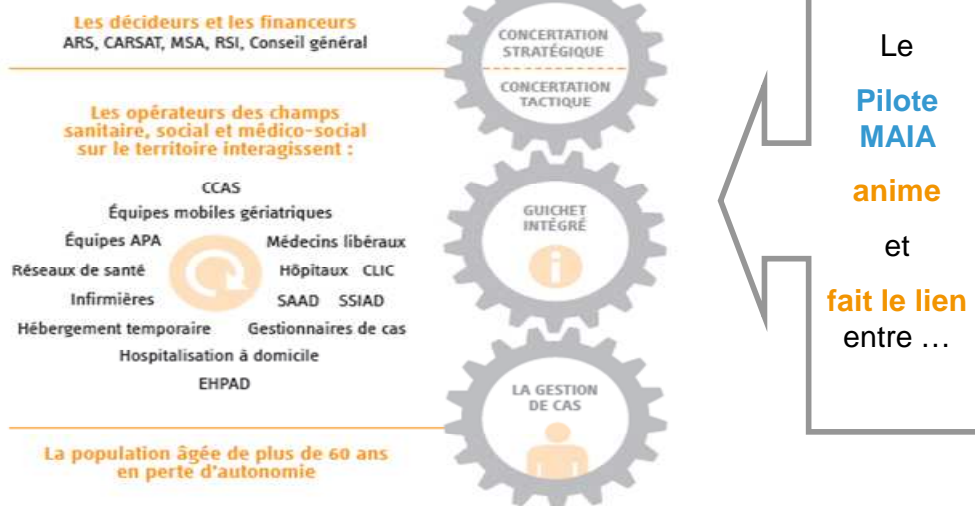 Les décideurs et les financeurs
ARS, CARSAT, MSA, RSI, Conseil général
CONCERTATION
STRATÉGIQUE
CONCERTATION
TACTIQUE
Les opérateurs des champs
sanitaire, social et médico-social
sur le territoire interagissent :
CCAS
Équipes mobiles gériatriques
Équipes APA
Médecins libéraux
Réseaux de santé
Hôpitaux CLIC
Infirmières
SAAD SSIAD
Hébergement temporaire
Gestionnaires de cas
Hospitalisation à domicile
EHPAD
GUICHET
INTÉGRÉ
i
LA GESTION
DE CAS
La population âgée de plus de 60 ans
en perte d'autonomie
Le
Pilote
MAIA
anime
et
fait le lien
entre …